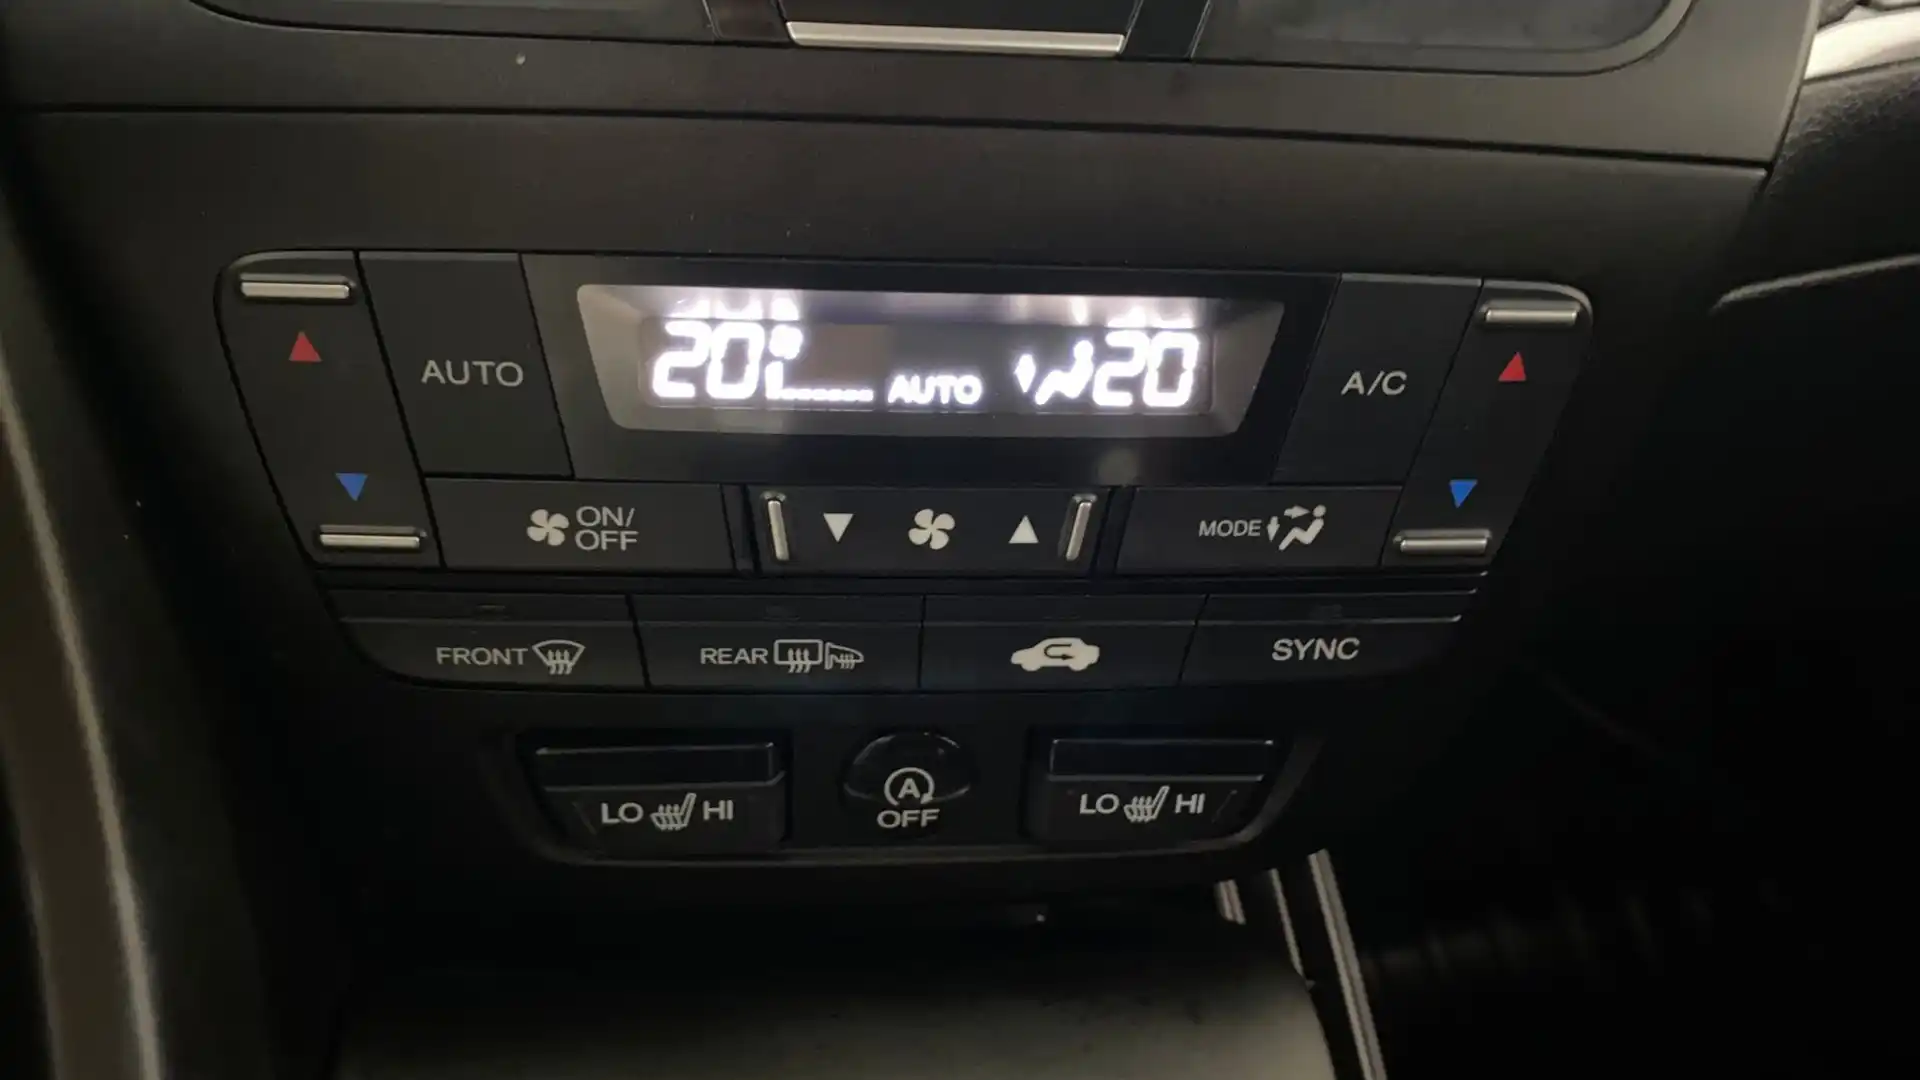 20 AUTO 20
AUTO
A/C
ON/
OFF
MODE
FRONT
REAR
SYNC
LO HI
A
OFF
LO HI